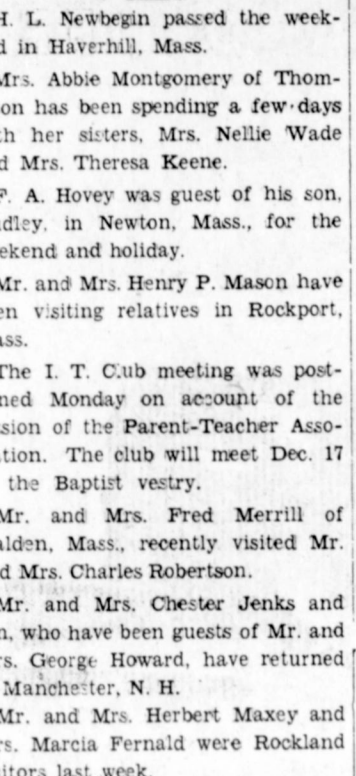 H. L. Newbegin passed the week-
d in Haverhill, Mass.
Mrs. Abbie Montgomery of Thom-
on has been spending a few days
th her sisters, Mrs. Nellie Wade
d Mrs. Theresa Keene.
F. A. Hovey was guest of his son,
dley, in Newton, Mass., for the
ekend and holiday.
Mr. and Mrs. Henry P. Mason have
en visiting relatives in Rockport,
ass.
The I. T. Club meeting was post-
ned Monday on account of the
ssion of the Parent-Teacher Asso-
tion. The club will meet Dec. 17
the Baptist vestry.
Mr. and Mrs. Fred Merrill of
alden, Mass., recently visited Mr.
d Mrs. Charles Robertson.
Mr. and Mrs. Chester Jenks and
n, who have been guests of Mr. and
rs. George Howard, have returned
Manchester, N. H.
Mr. and Mrs. Herbert Maxey and
rs. Marcia Fernald were Rockland
itors last week.